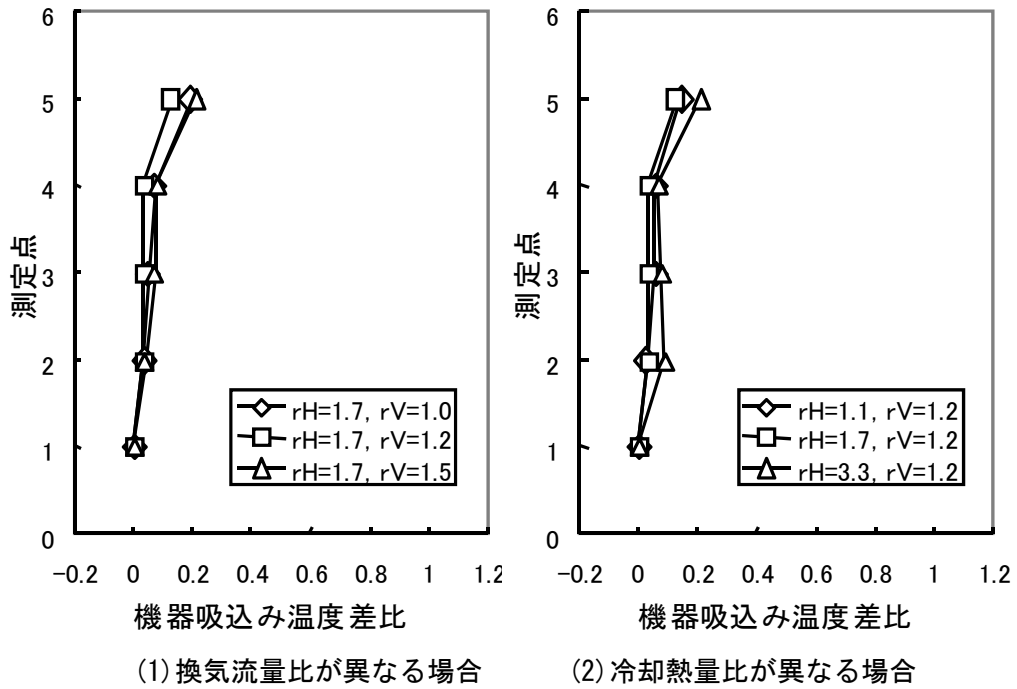 6
5
4
3
2
1
0
測定点
-0.2 0 0.2 0.4 0.6 0.8 1 1.2
機器吸込み温度差比
rH=1.7, rV=1.0
rH=1.7, rV=1.2
rH=1.7, rV=1.5
(1)換気流量比が異なる場合
6
5
4
3
2
1
0
測定点
-0.2 0 0.2 0.4 0.6 0.8 1 1.2
機器吸込み温度差比
rH=1.1, rV=1.2
rH=1.7, rV=1.2
rH=3.3, rV=1.2
(2)冷却熱量比が異なる場合